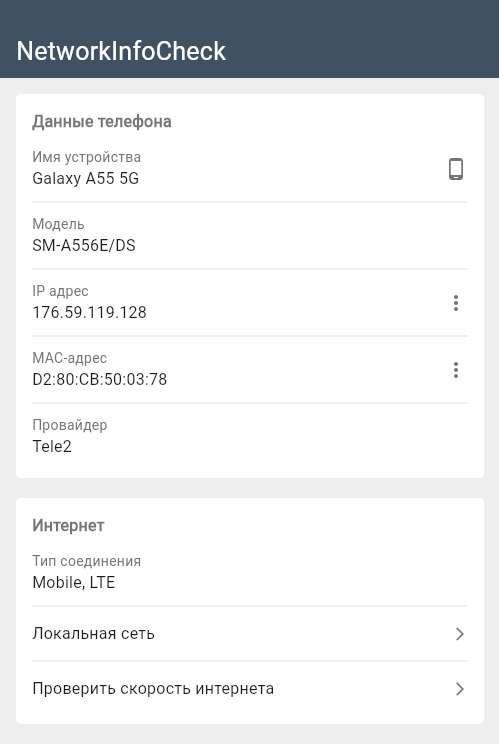 NetworkInfoCheck
Данные телефона
Имя устройства
Galaxy A55 5G
Модель
SM-A556E/DS
IP адрес
176.59.119.128
MAC-адрес
D2:80:CB:50:03:78
Провайдер
Tele2
Интернет
Тип соединения
Mobile, LTE
Локальная сеть
Проверить скорость интернета